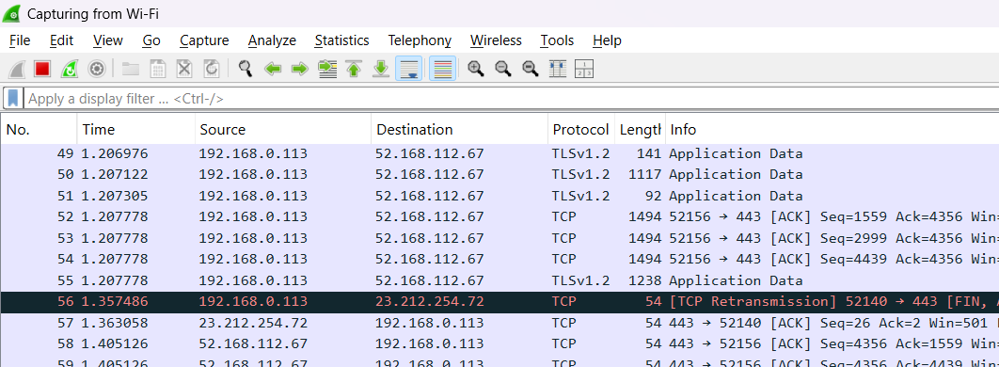 Capturing from Wi-Fi
File Edit View Go Capture Analyze Statistics Telephony Wireless Tools Help
Apply a display filter ... <Ctrl-/>
No. Time Source Destination Protocol Length Info
49 1.206976 192.168.0.113 52.168.112.67 TLSv1.2 141 Application Data
50 1.207122 192.168.0.113 52.168.112.67 TLSv1.2 1117 Application Data
51 1.207305 192.168.0.113 52.168.112.67 TLSv1.2 92 Application Data
52 1.207778 192.168.0.113 52.168.112.67 TCP 1494 52156 → 443 [ACK] Seq=1559 Ack=4356 Win=
53 1.207778 192.168.0.113 52.168.112.67 TCP 1494 52156 → 443 [ACK] Seq=2999 Ack=4356 Win=
54 1.207778 192.168.0.113 52.168.112.67 TCP 1494 52156 → 443 [ACK] Seq=4439 Ack=4356 Win=
55 1.207778 192.168.0.113 52.168.112.67 TLSv1.2 1238 Application Data
56 1.357486 192.168.0.113 23.212.254.72 TCP 54 [TCP Retransmission] 52140 → 443 [FIN,
57 1.363058 23.212.254.72 192.168.0.113 TCP 54 443 → 52140 [ACK] Seq=26 Ack=2 Win=501
58 1.405126 52.168.112.67 192.168.0.113 TCP 54 443 → 52156 [ACK] Seq=4356 Ack=1559
59 1.405126 52.168.112.67 192.168.0.113 TCP 54 443 → 52156 [ACK] Seq=4356 Ack=4439